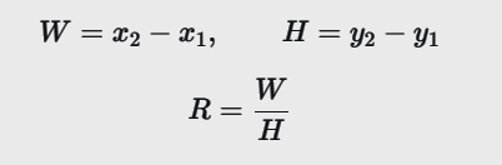 W = x₂ − x₁,  H = y₂ − y₁
R = W/H